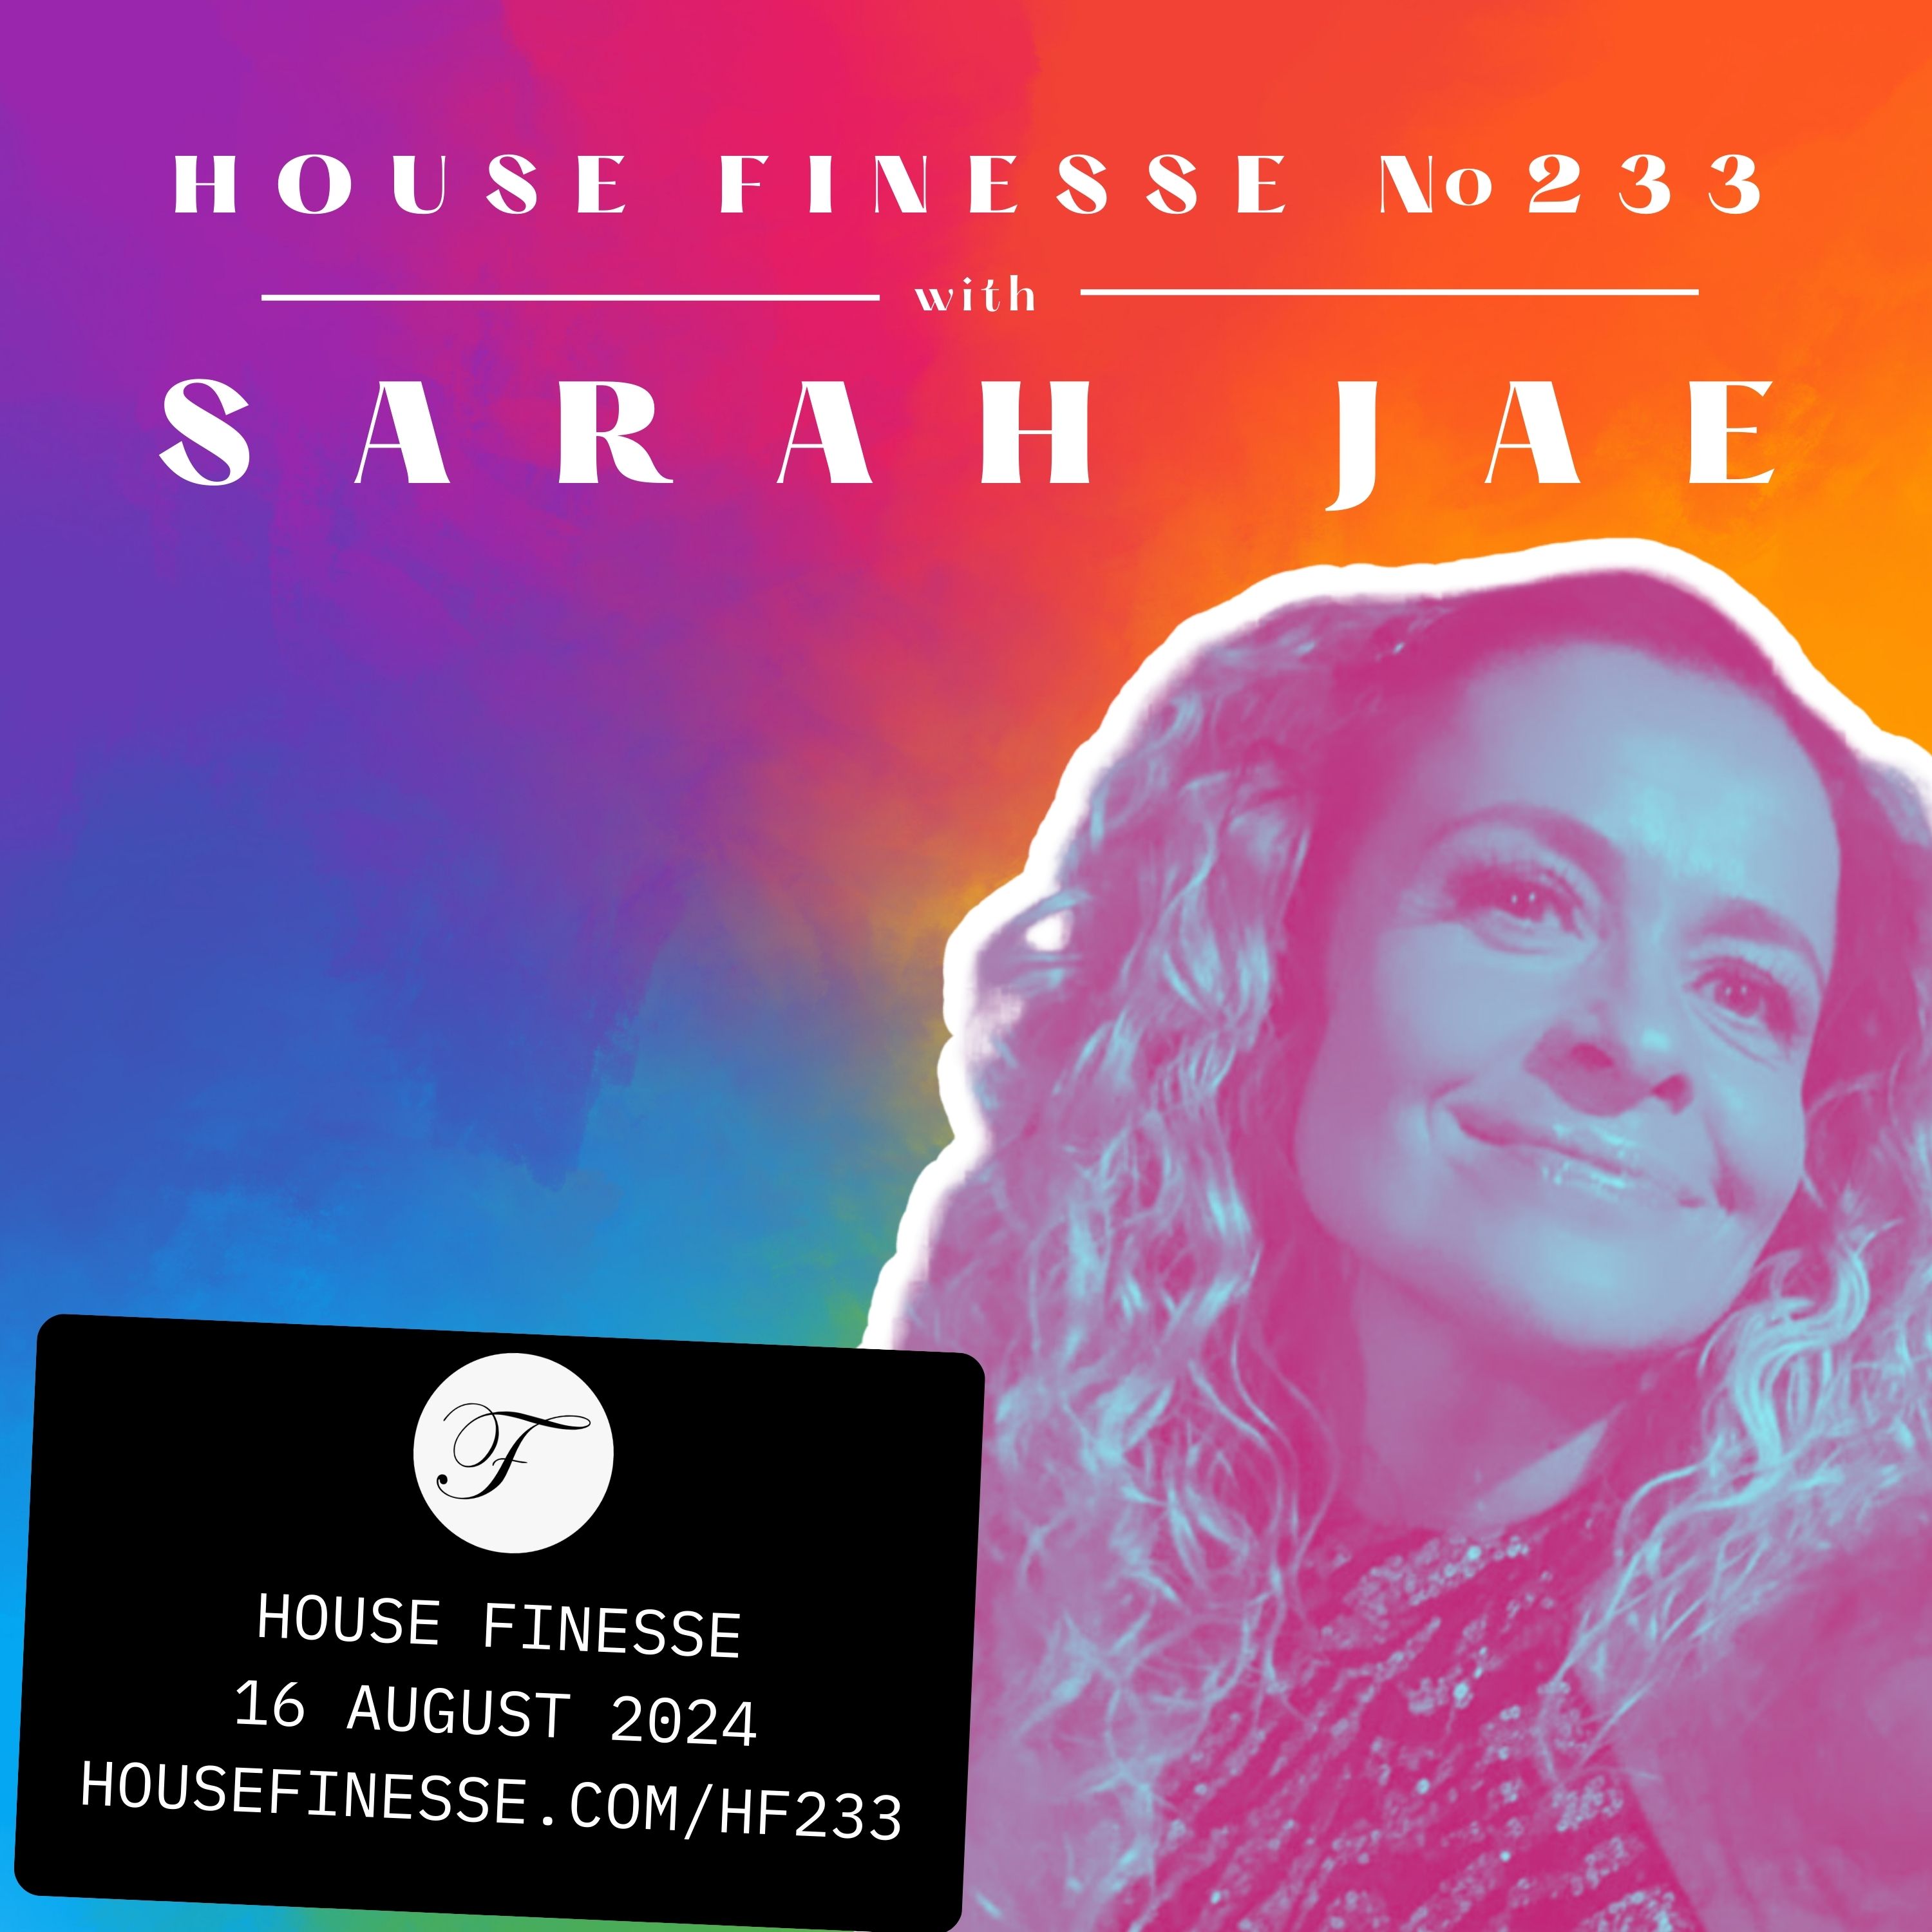 HOUSE FINESSE No233
with
SARAH JAE
F
HOUSE FINESSE
16 AUGUST 2024
HOUSEFINESSE.COM/HF233